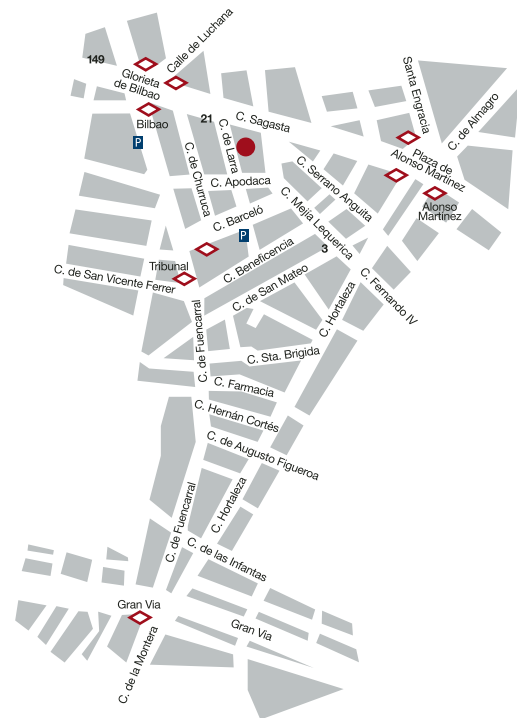 149
Calle de Luchana
Glorieta
de Bilbao
Bilbao
P
21
C. de Larra
C. Sagasta
Santa Engracia
C. de Almagro
Plaza de
Alonso Martínez
Alonso
Martínez
C. de Churruca
C. Apodaca
C. Serrano Anguita
C. Mejía Lequerica
C. Barceló
P
3
Tribunal
C. Beneficencia
C. de San Vicente Ferrer
C. de San Mateo
C. Fernando IV
C. Hortaleza
C. de Fuencarral
C. Sta. Brigida
C. Farmacia
C. Hernán Cortés
C. de Augusto Figueroa
C. de Fuencarral
C. Hortaleza
C. de las Infantas
Gran Via
Gran Via
C. de la Montera